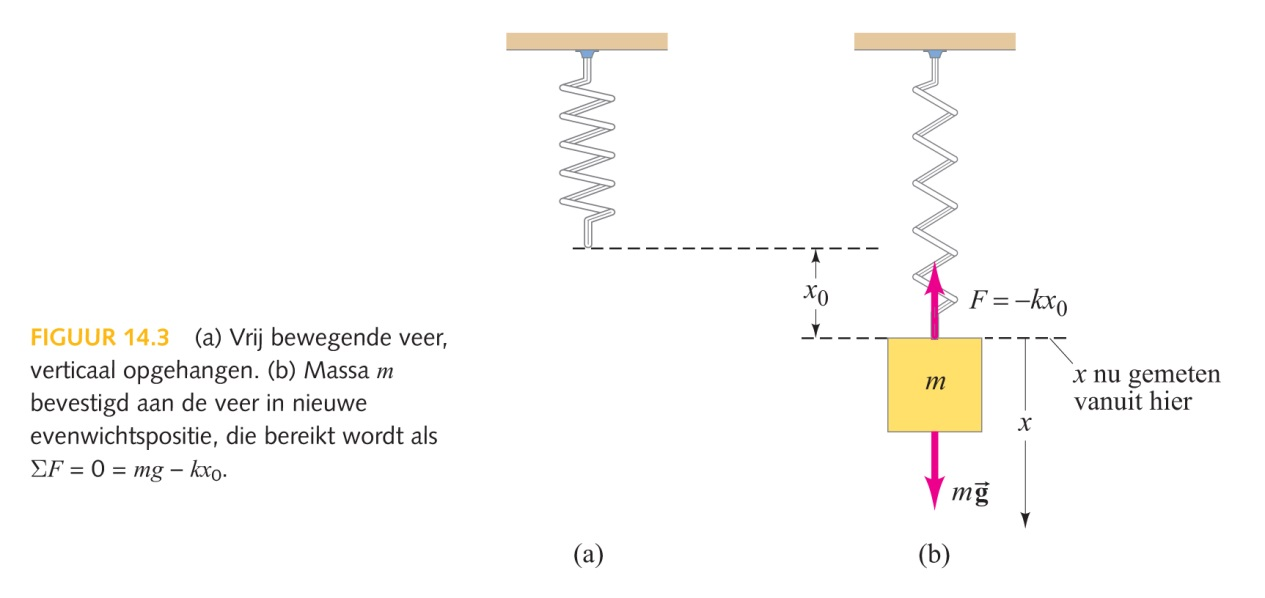 FIGUUR 14.3 (a) Vrij bewegende veer,
verticaal opgehangen. (b) Massa m
bevestigd aan de veer in nieuwe
evenwichtspositie, die bereikt wordt als
ΣF = 0 = mg – kx₀.
x₀
F = –kx₀
m
x nu gemeten
vanuit hier
x
mg⃗
(a)
(b)